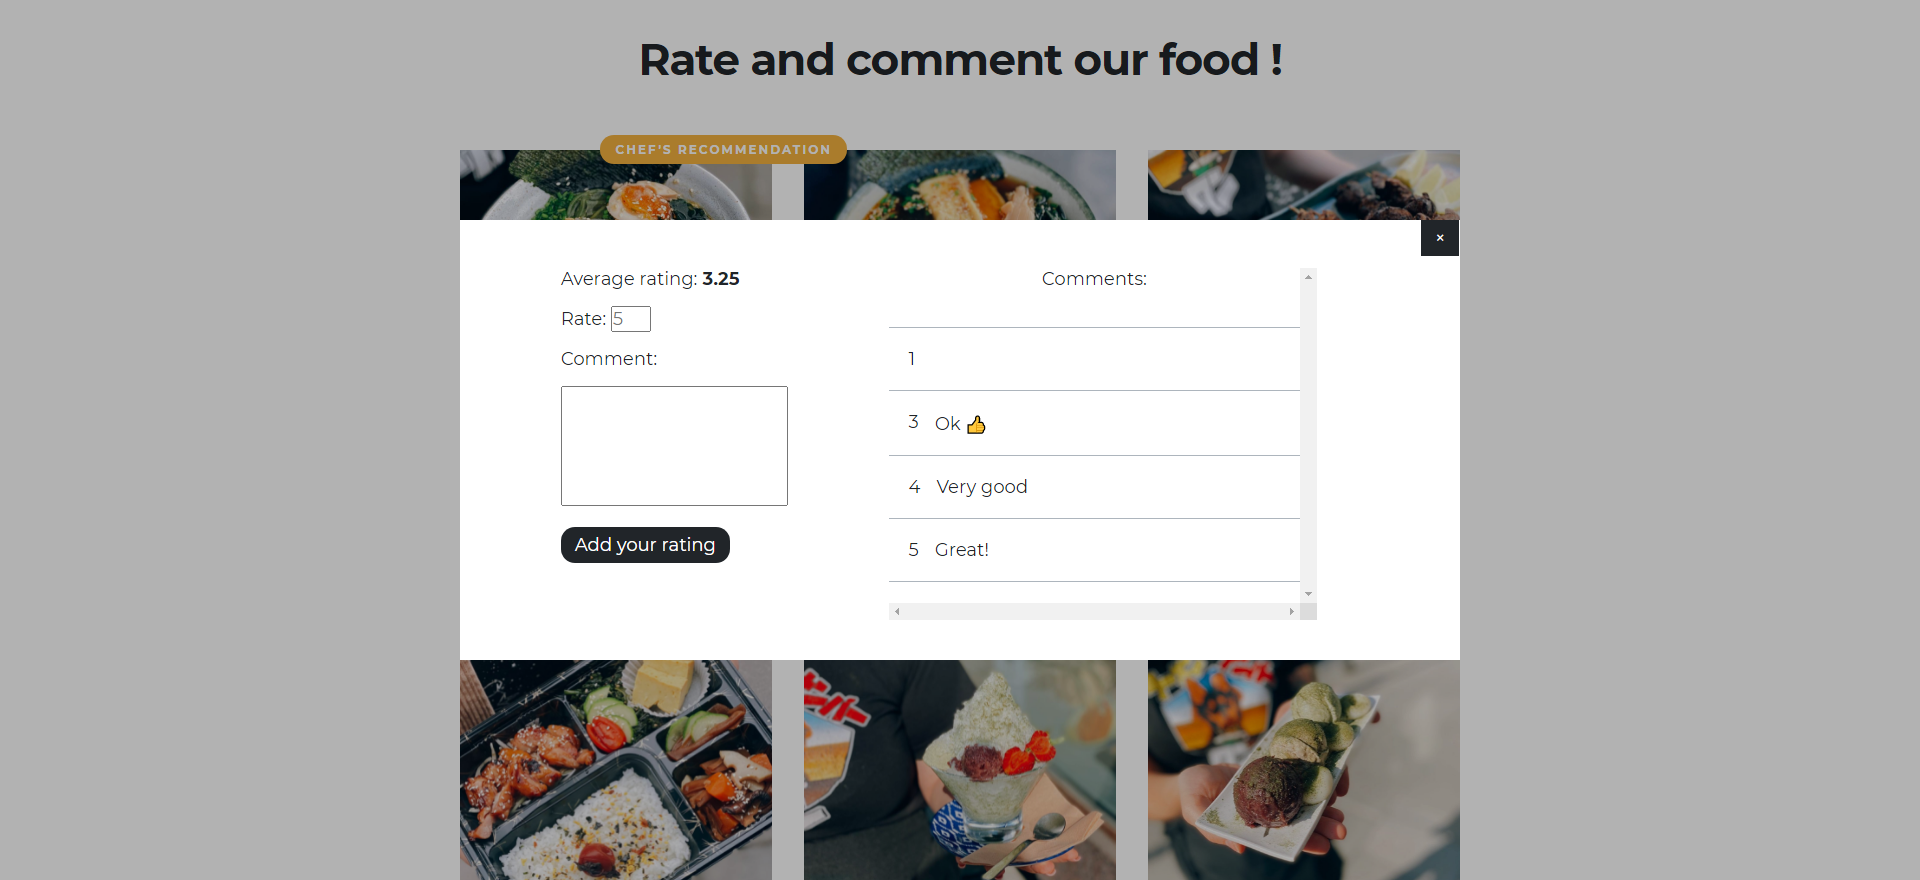 Rate and comment our food !
CHEF'S RECOMMENDATION
×
Average rating: 3.25
Rate: 5
Comment:
Add your rating
Comments:
1
3 Ok 👍
4 Very good
5 Great!